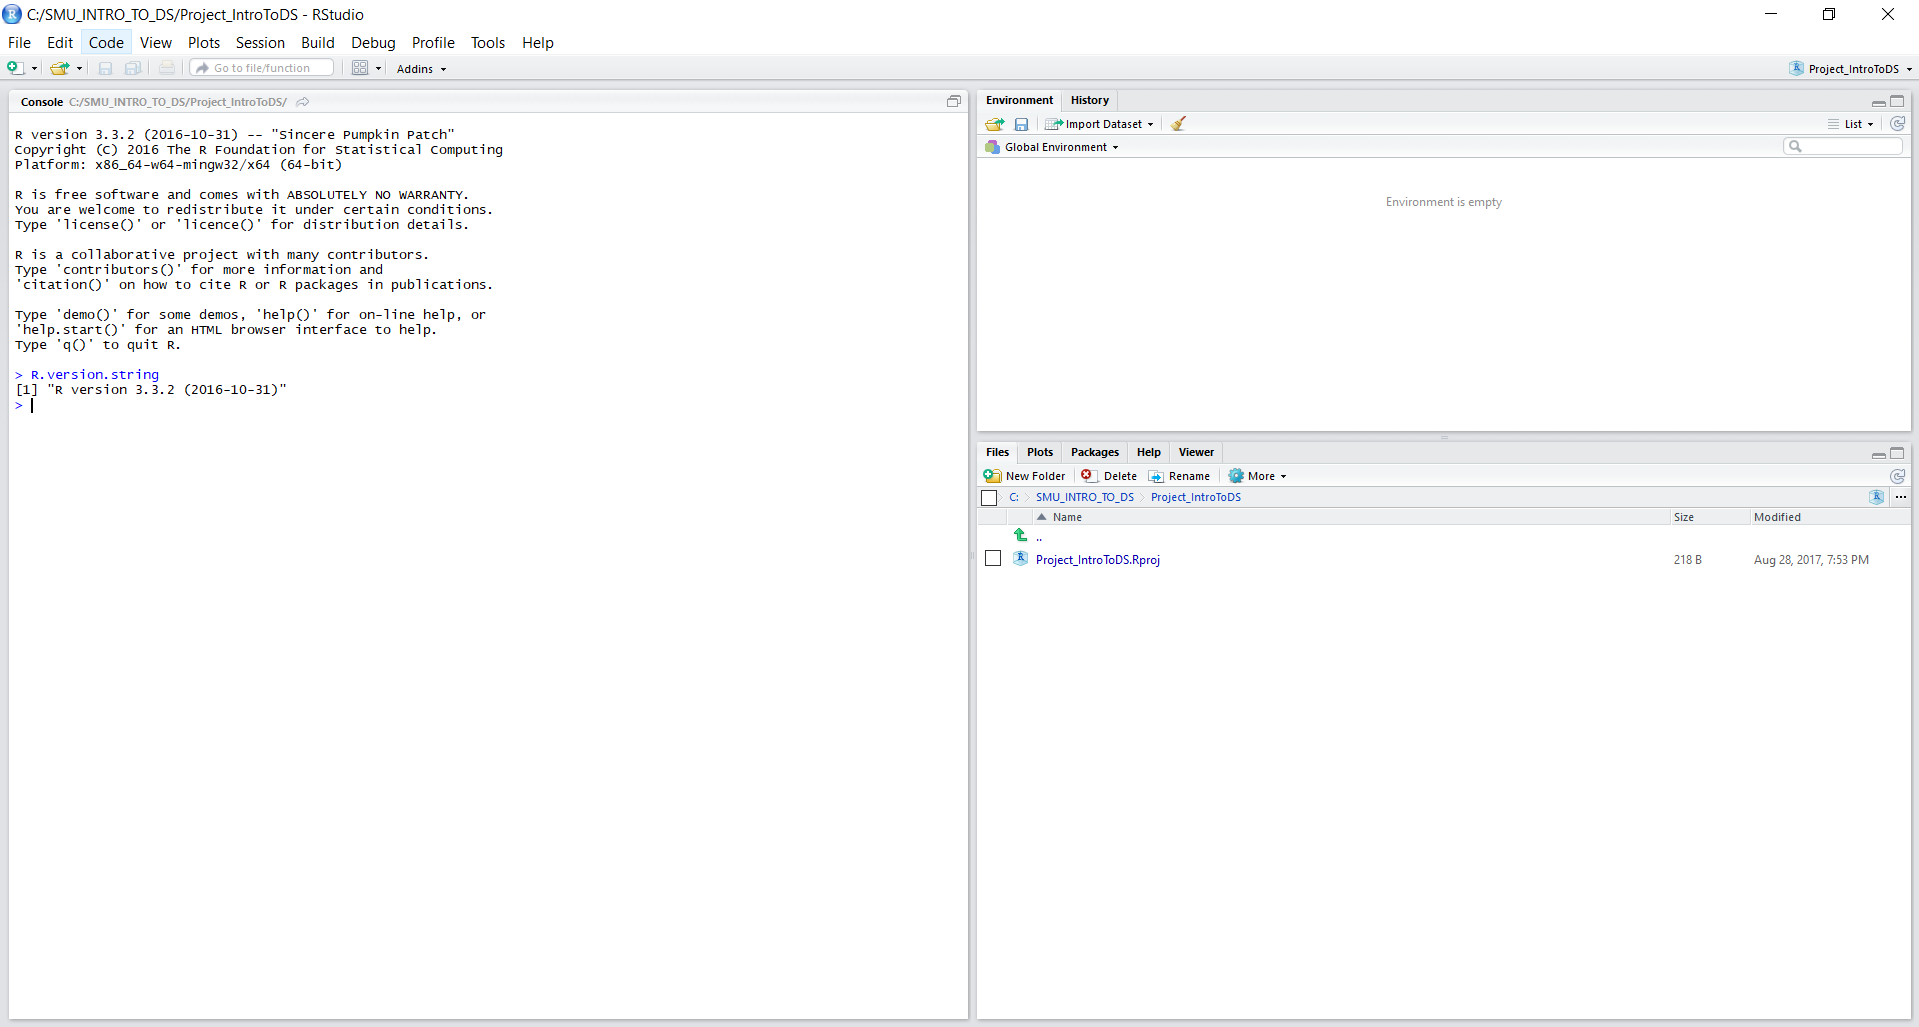 C:/SMU_INTRO_TO_DS/Project_IntroToDS - RStudio
File Edit Code View Plots Session Build Debug Profile Tools Help
Go to file/function Addins Project_IntroToDS
Console C:/SMU_INTRO_TO_DS/Project_IntroToDS/
R version 3.3.2 (2016-10-31) -- "Sincere Pumpkin Patch"
Copyright (C) 2016 The R Foundation for Statistical Computing
Platform: x86_64-w64-mingw32/x64 (64-bit)
R is free software and comes with ABSOLUTELY NO WARRANTY.
You are welcome to redistribute it under certain conditions.
Type 'license()' or 'licence()' for distribution details.
R is a collaborative project with many contributors.
Type 'contributors()' for more information and
'citation()' on how to cite R or R packages in publications.
Type 'demo()' for some demos, 'help()' for on-line help, or
'help.start()' for an HTML browser interface to help.
Type 'q()' to quit R.
> R.version.string
[1] "R version 3.3.2 (2016-10-31)"
>
Environment History
Import Dataset List
Global Environment
Environment is empty
Files Plots Packages Help Viewer
New Folder Delete Rename More
C: SMU_INTRO_TO_DS Project_IntroToDS ...
Name Size Modified
..
Project_IntroToDS.Rproj 218 B Aug 28, 2017, 7:53 PM